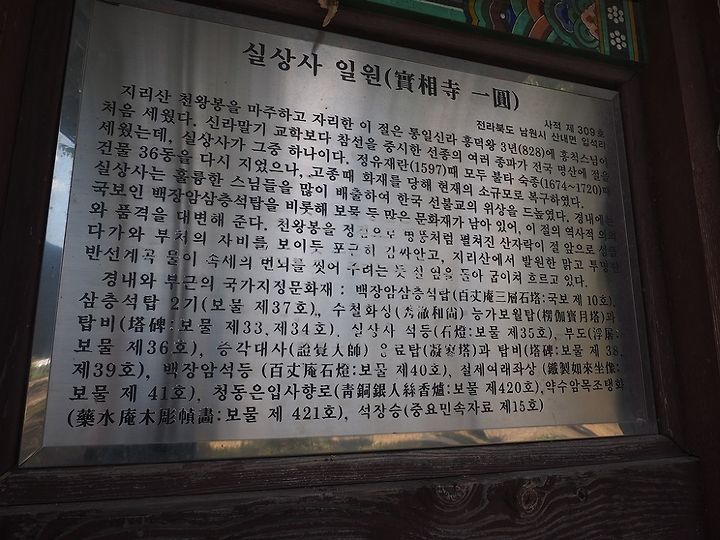 실상사 일원(實相寺 一圓)
사적 제 309호
전라북도 남원시 산내면 입석리
지리산 천왕봉을 마주하고 자리한 이 절은 통일신라 흥덕왕 3년(828)에 홍척스님이
처음 세웠다. 신라말기 교학보다 참선을 중시한 선종의 여러 종파가 전국 명산에 절을
세웠는데, 실상사가 그중 하나이다. 정유재란(1597)때 모두 불타 숙종(1674~1720)때
건물 36동을 다시 지었으나, 고종때 화재를 당해 현재의 소규모로 복구하였다.
실상사는 훌륭한 스님들을 많이 배출하여 한국 선불교의 위상을 드높였다. 경내에는
국보인 백장암삼층석탑을 비롯해 보물 등 많은 문화재가 남아 있어, 이 절의 역사적 의의
와 품격을 대변해 준다. 천왕봉을 정점으로 병풍처럼 펼쳐진 산자락이 절 앞으로
다가와 부처의 자비를 보이듯 포근히 감싸안고, 지리산에서 발원한 맑고 투명한
반선계곡 물이 속세의 번뇌를 씻어 주려는 듯 쉼 없이 돌아 굽이쳐 흐르고 있다.
경내와 부근의 국가지정문화재 : 백장암삼층석탑(百丈庵三層石塔:국보 제 10호),
삼층석탑 2기(보물 제37호), 수철화상(秀澈和尙) 능가보월탑(楞伽寶月塔)과
탑비(塔碑:보물 제33, 제34호), 실상사 석등(石燈:보물 제35호), 부도(浮屠:
보물 제36호), 증각대사(證覺大師) 응료탑(凝寥塔)과 탑비(塔碑:보물 제 38,
제39호), 백장암석등 (百丈庵石燈:보물 제40호), 철제여래좌상 (鐵製如來坐像:
보물 제 41호), 청동은입사향로(靑銅銀入絲香爐:보물 제420호),약수암목조탱화
(藥水庵木彫幀畵:보물 제 421호), 석장승(중요민속자료 제15호)